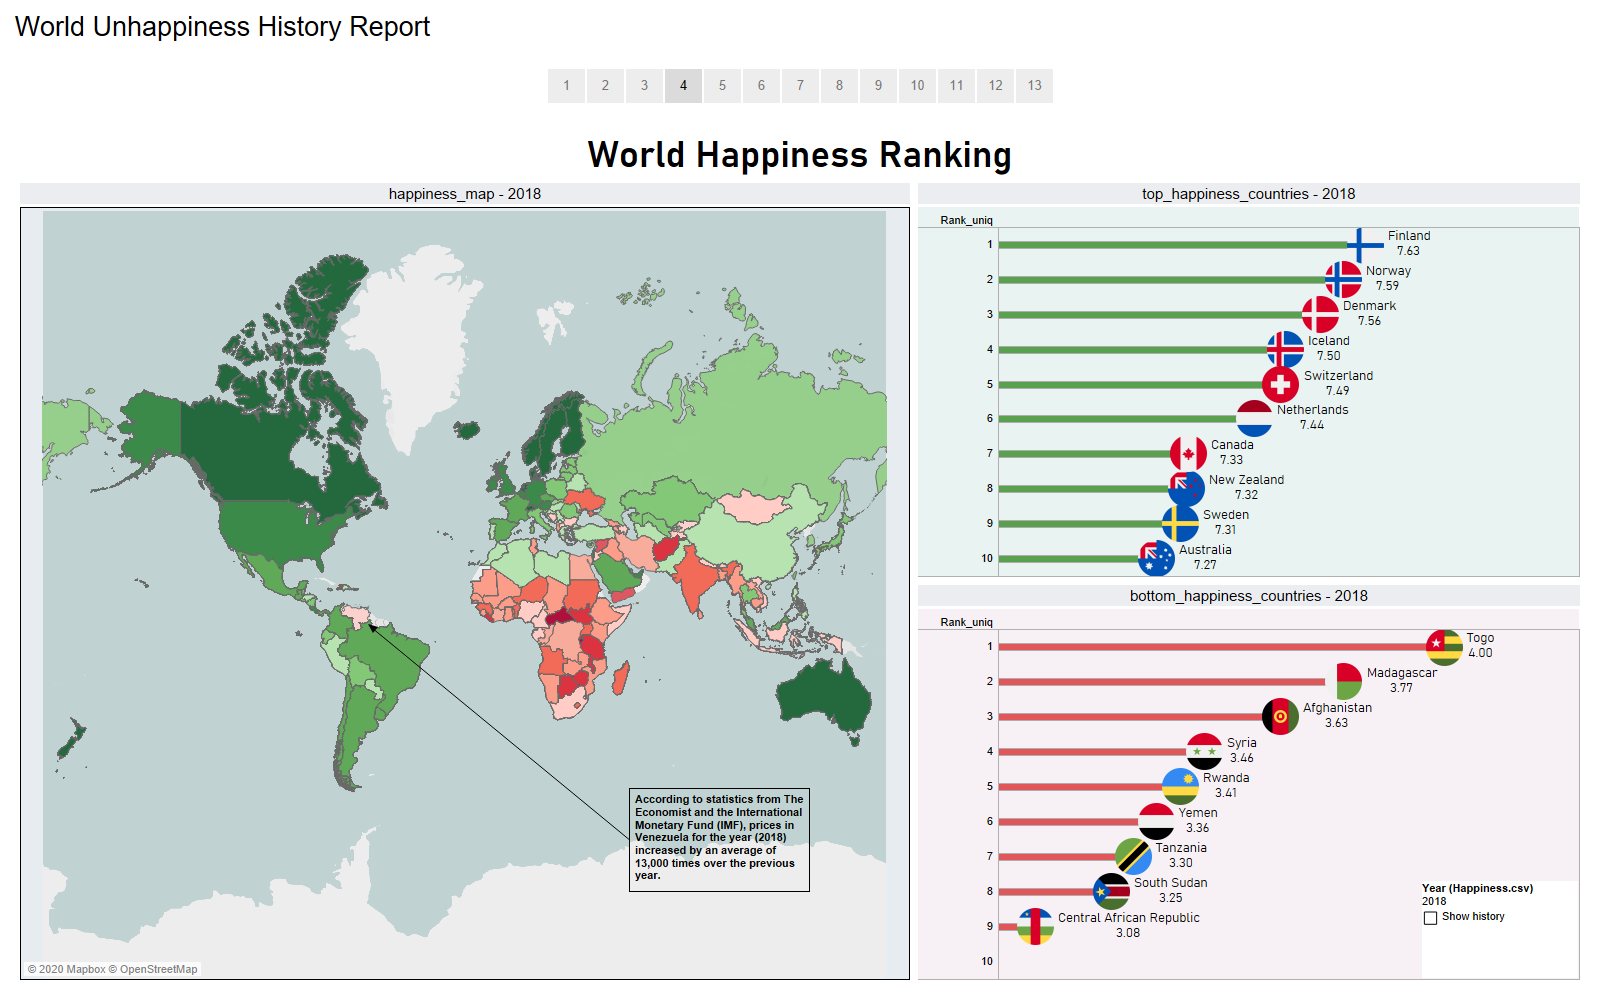 World Unhappiness History Report
1 2 3 4 5 6 7 8 9 10 11 12 13
World Happiness Ranking
happiness_map - 2018
According to statistics from The
Economist and the International
Monetary Fund (IMF), prices in
Venezuela for the year (2018)
increased by an average of
13,000 times over the previous
year.
© 2020 Mapbox © OpenStreetMap
top_happiness_countries - 2018
Rank_uniq
1 Finland
7.63
2 Norway
7.59
3 Denmark
7.56
4 Iceland
7.50
5 Switzerland
7.49
6 Netherlands
7.44
7 Canada
7.33
8 New Zealand
7.32
9 Sweden
7.31
10 Australia
7.27
bottom_happiness_countries - 2018
Rank_uniq
1 Togo
4.00
2 Madagascar
3.77
3 Afghanistan
3.63
4 Syria
3.46
5 Rwanda
3.41
6 Yemen
3.36
7 Tanzania
3.30
8 South Sudan
3.25
9 Central African Republic
3.08
10
Year (Happiness.csv)
2018
Show history